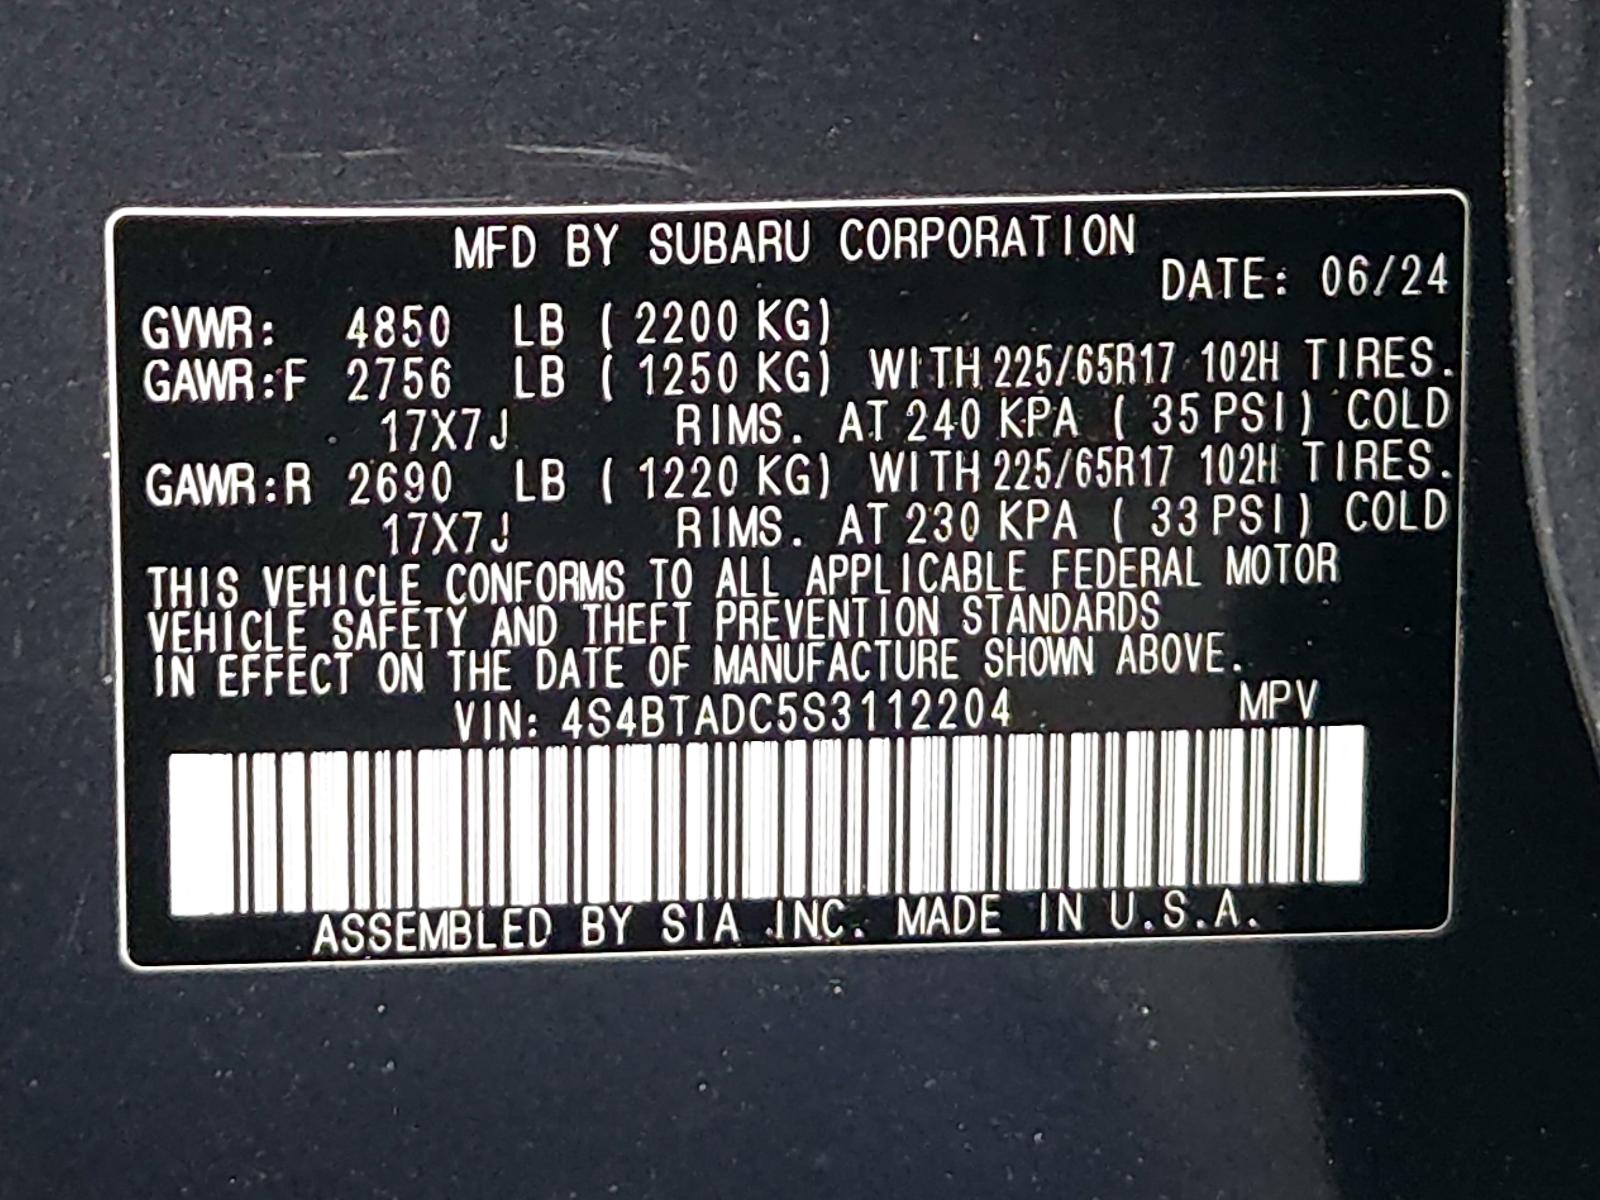 MFD BY SUBARU CORPORATION
DATE: 06/24
GVWR: 4850 LB ( 2200 KG)
GAWR:F 2756 LB ( 1250 KG) WITH 225/65R17 102H TIRES.
17X7J RIMS. AT 240 KPA ( 35 PSI) COLD
GAWR:R 2690 LB ( 1220 KG) WITH 225/65R17 102H TIRES.
17X7J RIMS. AT 230 KPA ( 33 PSI) COLD
THIS VEHICLE CONFORMS TO ALL APPLICABLE FEDERAL MOTOR
VEHICLE SAFETY AND THEFT PREVENTION STANDARDS
IN EFFECT ON THE DATE OF MANUFACTURE SHOWN ABOVE.
VIN: 4S4BTADC5S3112204 MPV
ASSEMBLED BY SIA INC. MADE IN U.S.A.